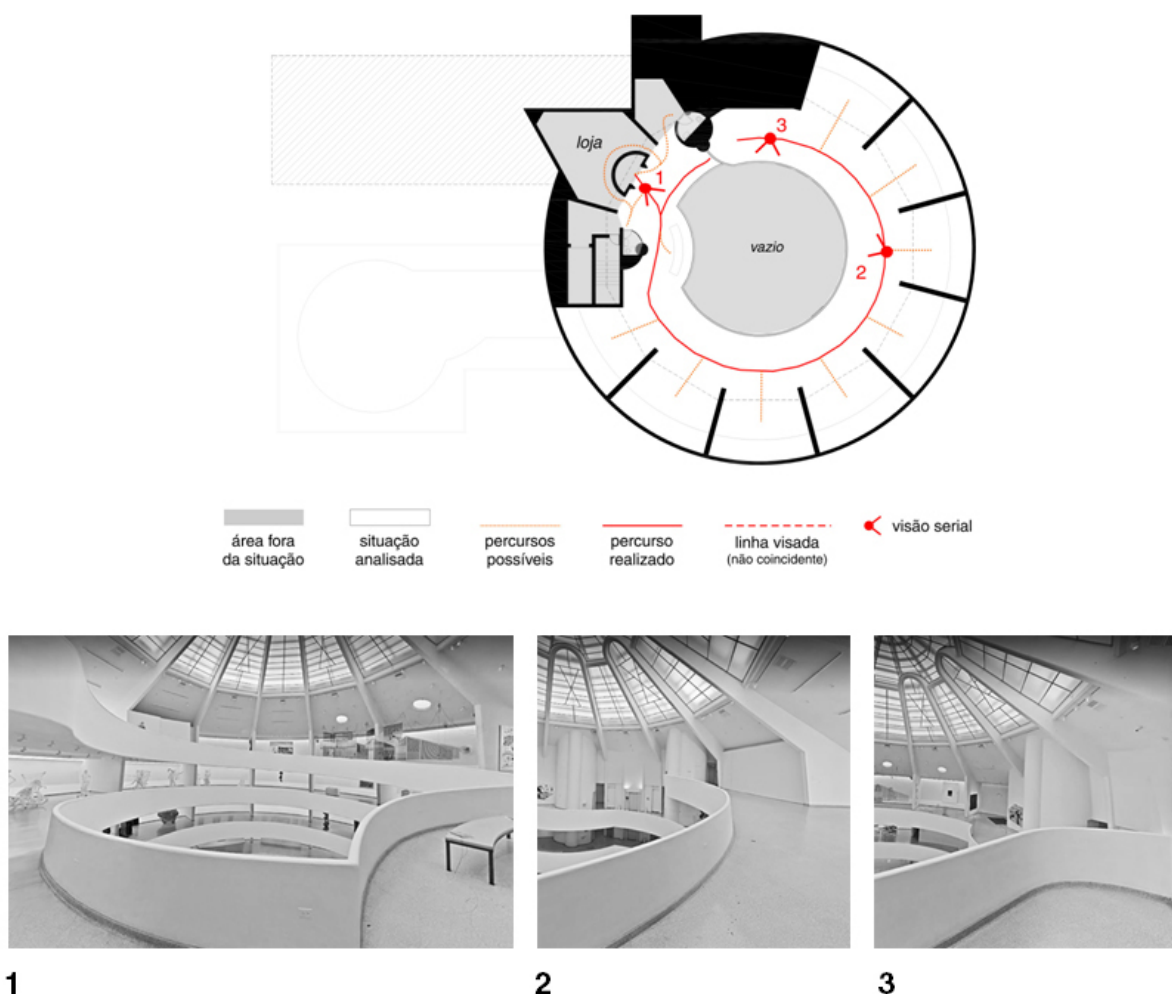 3
loja
1
vazio
2
área fora
da situação
situação
analisada
percursos
possíveis
percurso
realizado
linha visada
(não coincidente)
visão serial
1
2
3